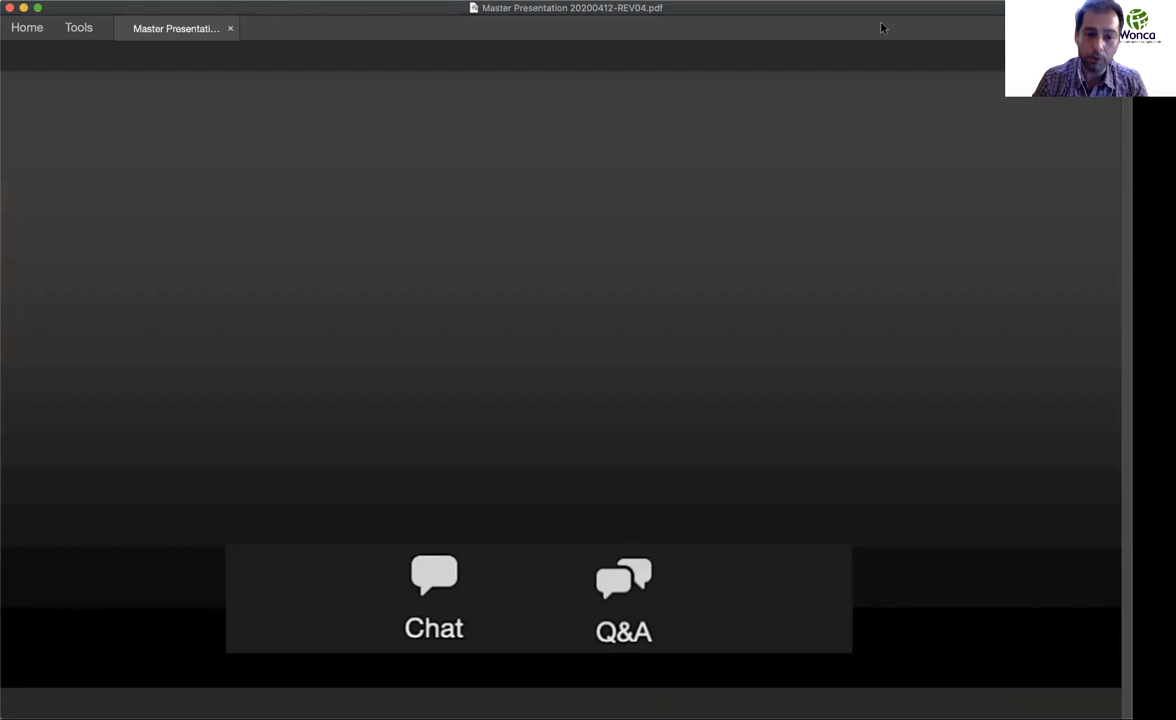 Master Presentation 20200412-REV04.pdf
Home Tools Master Presentati... ×
Wonca
Chat Q&A